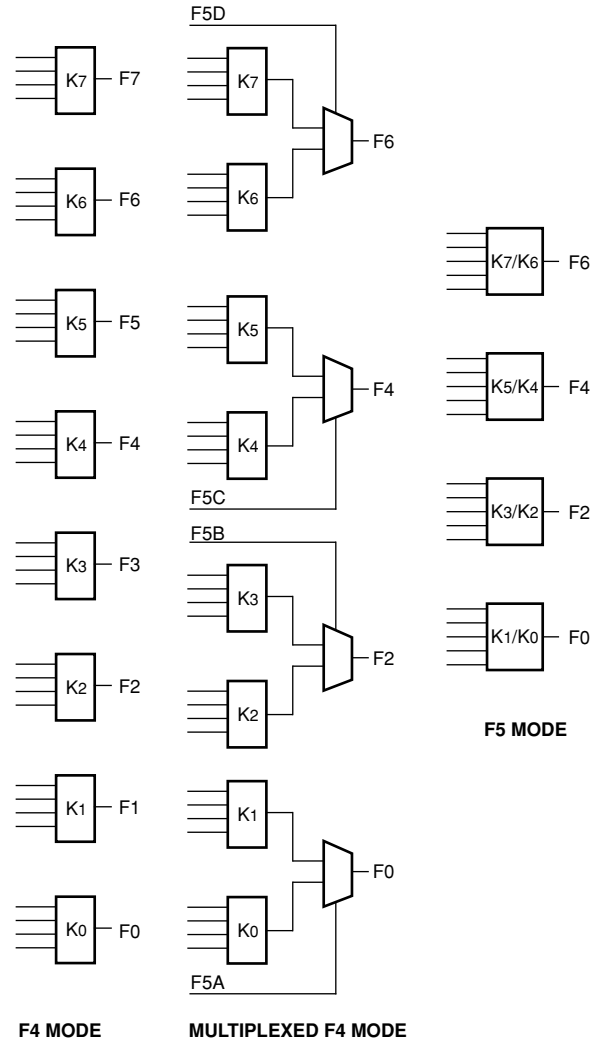 K7
F7
K6
F6
K5
F5
K4
F4
K3
F3
K2
F2
K1
F1
K0
F0
F4 MODE
F5D
K7
K6
F6
K5
K4
F4
F5C
F5B
K3
K2
F2
K1
K0
F0
F5A
MULTIPLEXED F4 MODE
K7/K6
F6
K5/K4
F4
K3/K2
F2
K1/K0
F0
F5 MODE